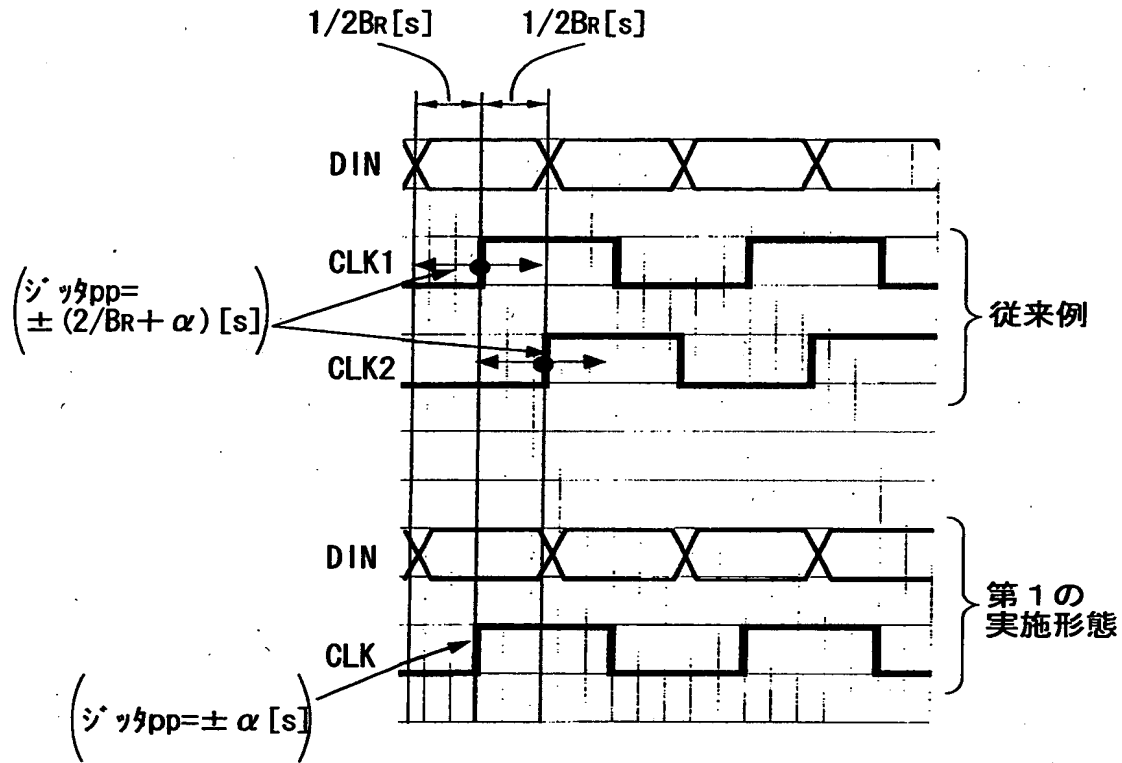 1/2BR[s] 1/2BR[s]
DIN
CLK1
ジッタpp=
±(2/BR+α)[s]
従来例
CLK2
DIN
第1の
実施形態
CLK
ジッタpp=±α[s]